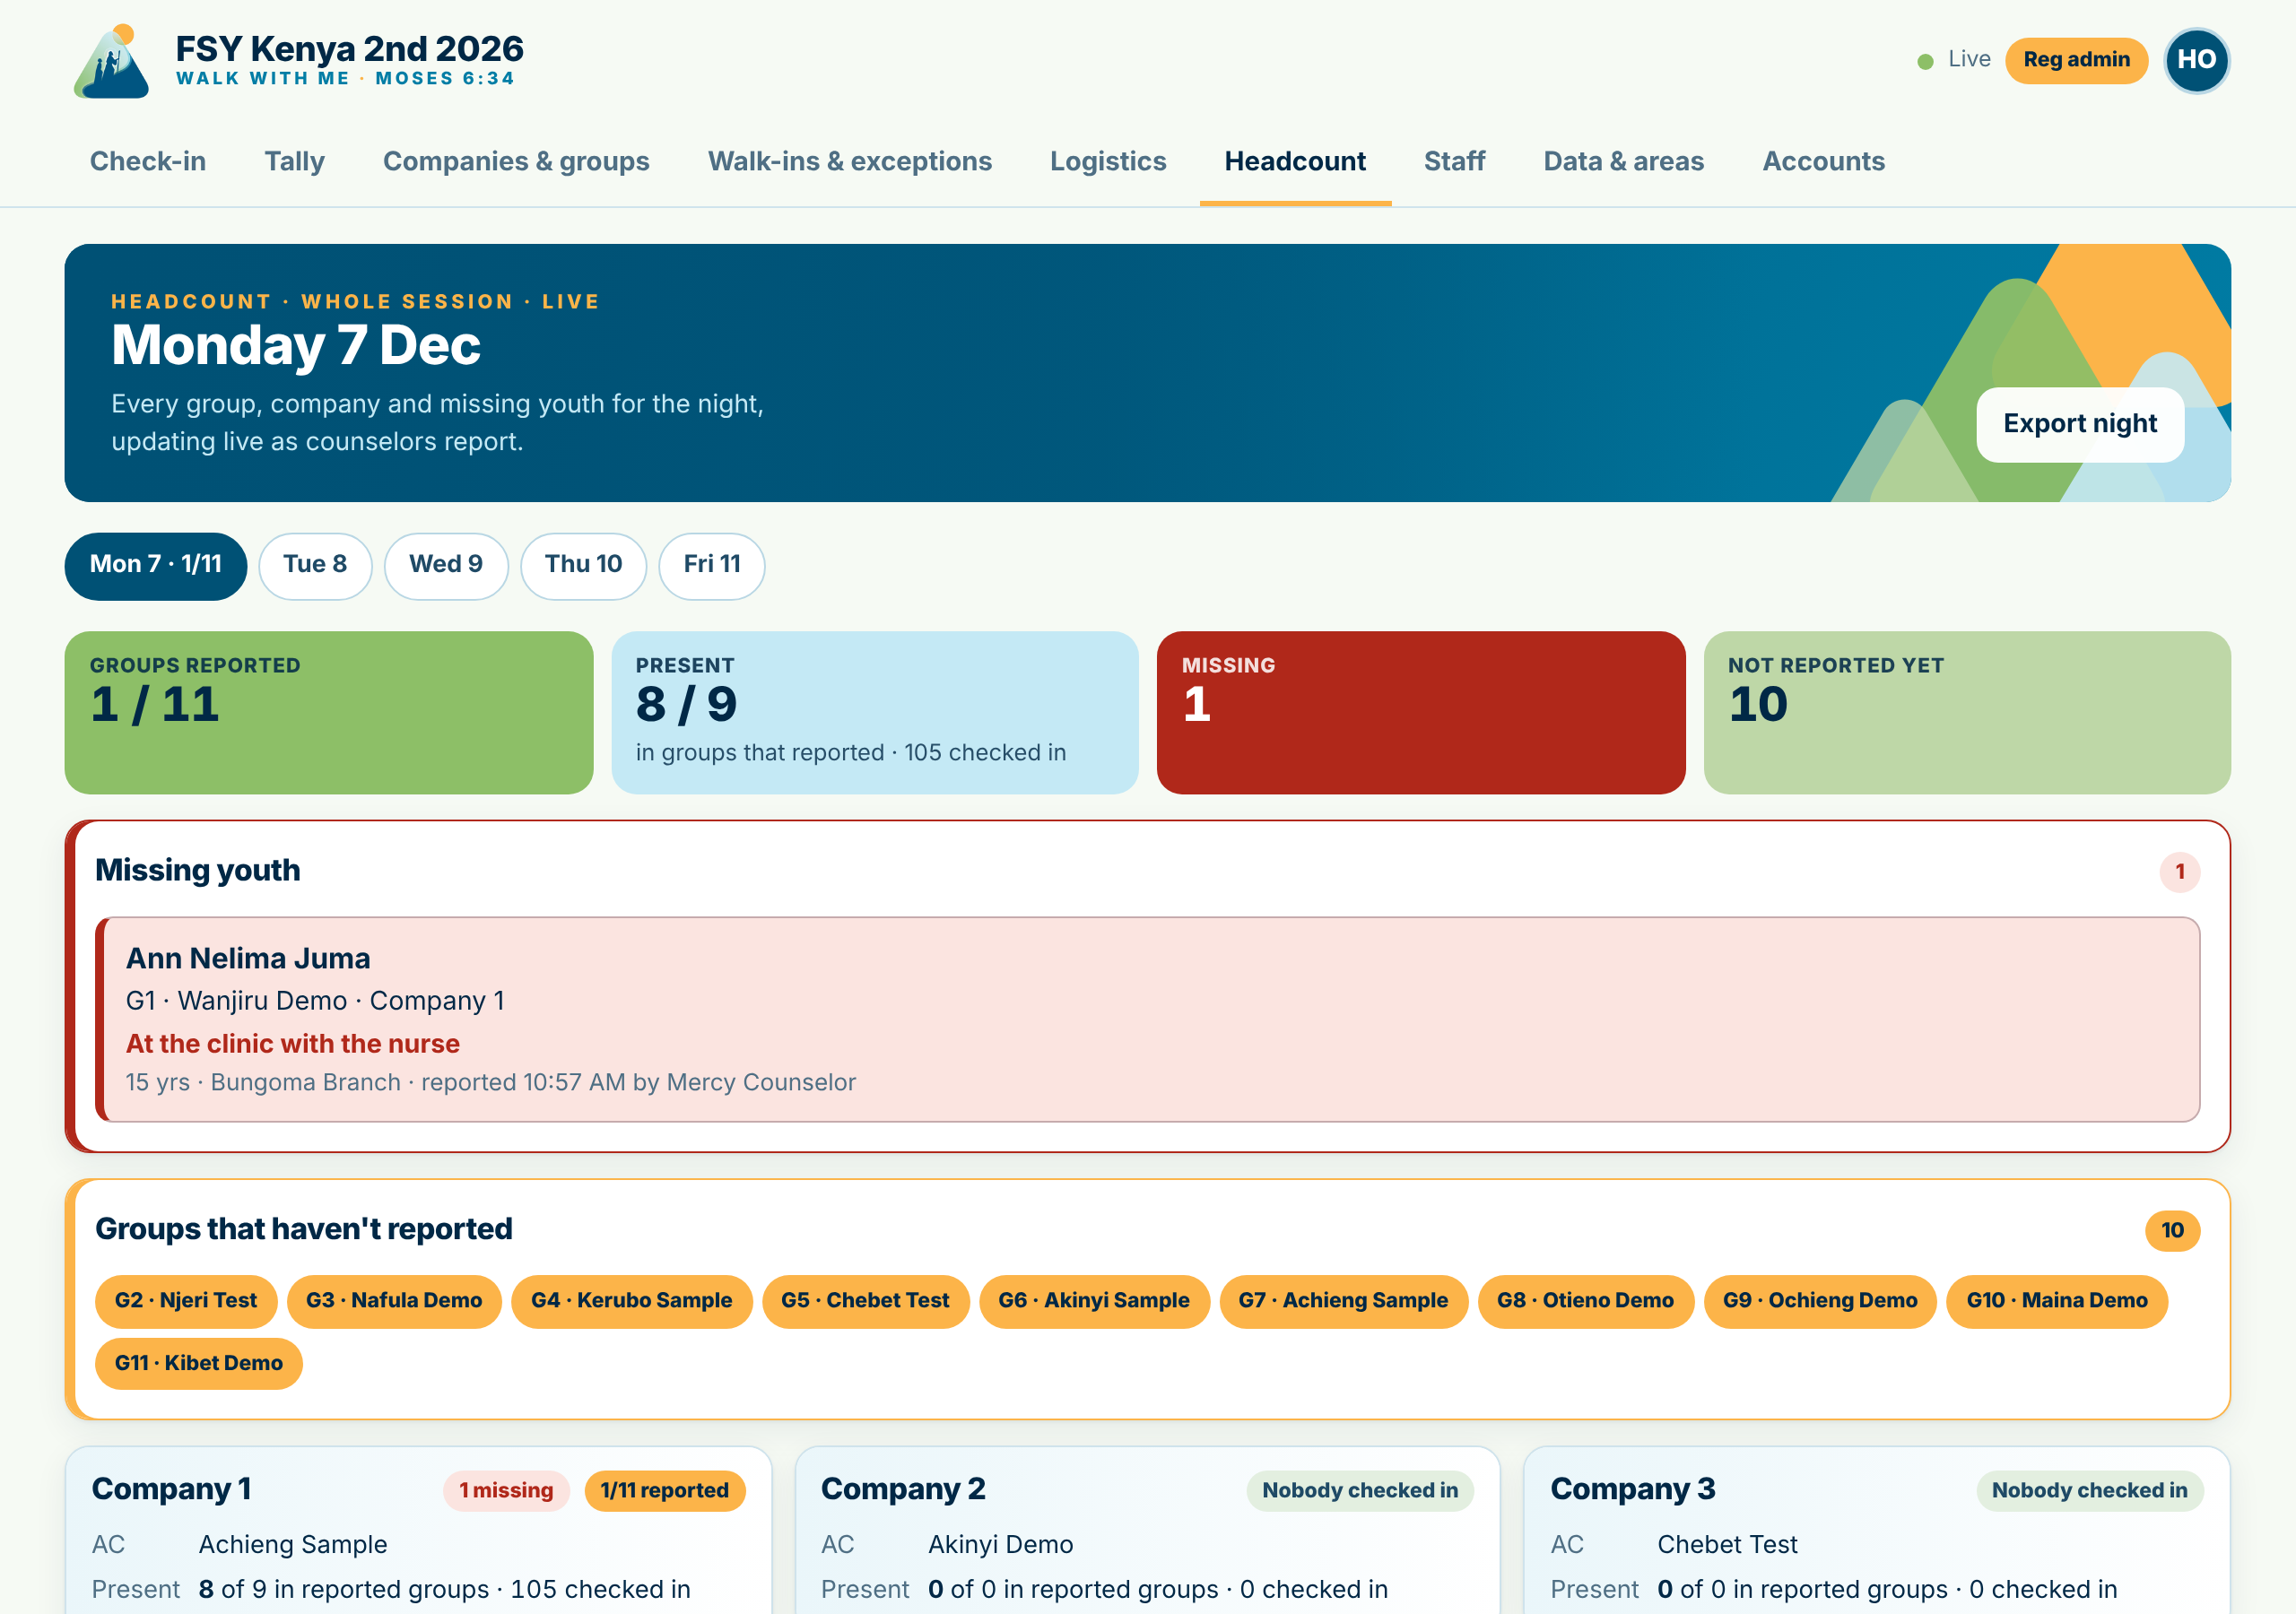 FSY Kenya 2nd 2026
WALK WITH ME · MOSES 6:34
Live
Reg admin
HO
Check-in
Tally
Companies & groups
Walk-ins & exceptions
Logistics
Headcount
Staff
Data & areas
Accounts
HEADCOUNT · WHOLE SESSION · LIVE
Monday 7 Dec
Every group, company and missing youth for the night,
updating live as counselors report.
Export night
Mon 7 · 1/11
Tue 8
Wed 9
Thu 10
Fri 11
GROUPS REPORTED
1 / 11
PRESENT
8 / 9
in groups that reported · 105 checked in
MISSING
1
NOT REPORTED YET
10
Missing youth
1
Ann Nelima Juma
G1 · Wanjiru Demo · Company 1
At the clinic with the nurse
15 yrs · Bungoma Branch · reported 10:57 AM by Mercy Counselor
Groups that haven't reported
10
G2 · Njeri Test
G3 · Nafula Demo
G4 · Kerubo Sample
G5 · Chebet Test
G6 · Akinyi Sample
G7 · Achieng Sample
G8 · Otieno Demo
G9 · Ochieng Demo
G10 · Maina Demo
G11 · Kibet Demo
Company 1
1 missing
1/11 reported
AC Achieng Sample
Present 8 of 9 in reported groups · 105 checked in
Company 2
Nobody checked in
AC Akinyi Demo
Present 0 of 0 in reported groups · 0 checked in
Company 3
Nobody checked in
AC Chebet Test
Present 0 of 0 in reported groups · 0 checked in